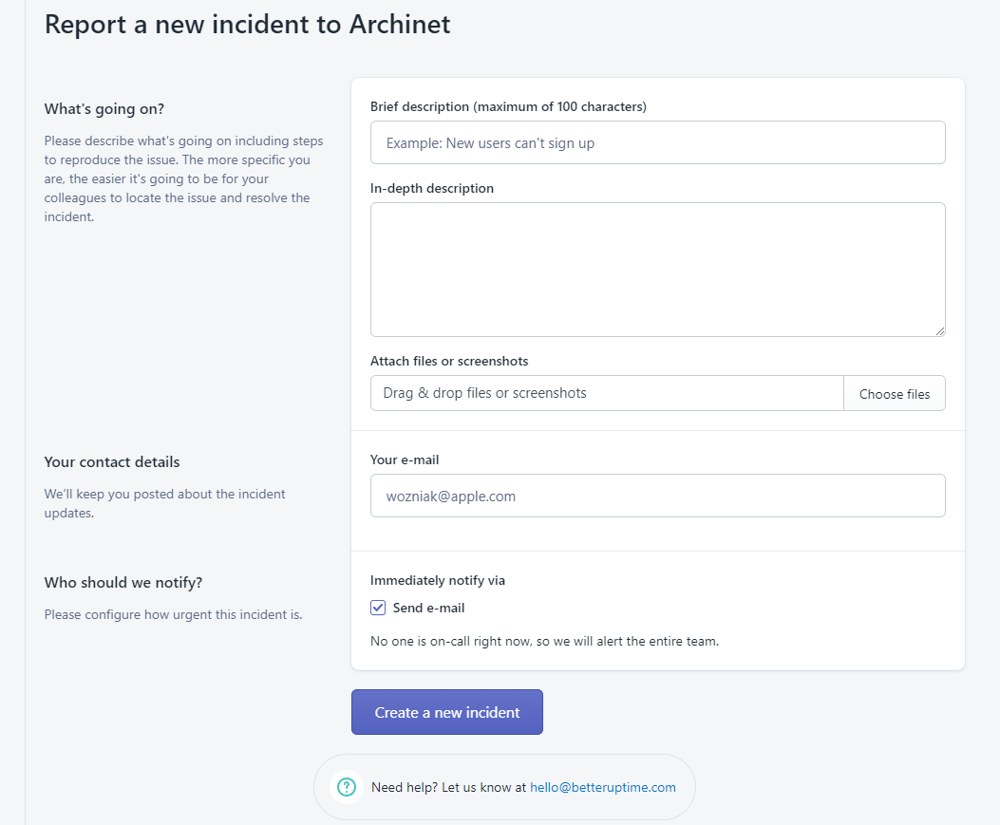 Report a new incident to Archinet
What's going on?
Please describe what's going on including steps
to reproduce the issue. The more specific you
are, the easier it's going to be for your
colleagues to locate the issue and resolve the
incident.
Brief description (maximum of 100 characters)
Example: New users can't sign up
In-depth description
Attach files or screenshots
Drag & drop files or screenshots
Choose files
Your contact details
We'll keep you posted about the incident
updates.
Your e-mail
wozniak@apple.com
Who should we notify?
Please configure how urgent this incident is.
Immediately notify via
Send e-mail
No one is on-call right now, so we will alert the entire team.
Create a new incident
Need help? Let us know at hello@betteruptime.com